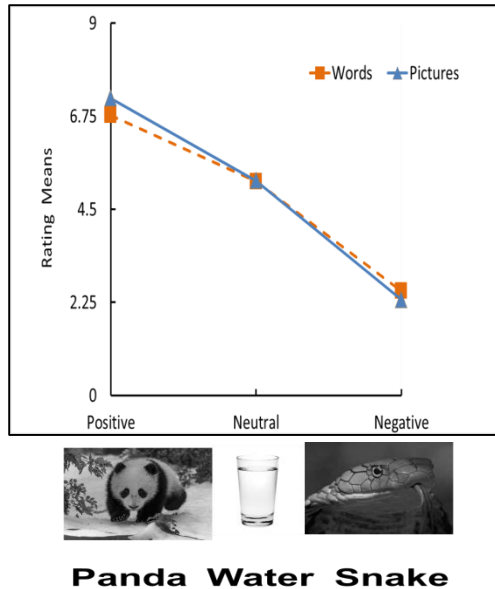 9
Words Pictures
6.75
Rating Means
4.5
2.25
0
Positive Neutral Negative
Panda Water Snake